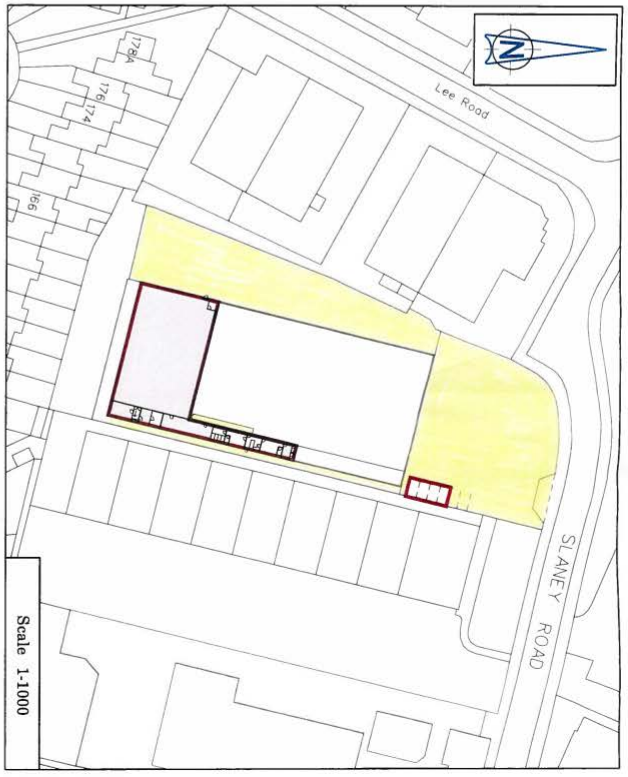 N
Lee Road
178A
176
174
166
SLANEY ROAD
Scale 1-1000